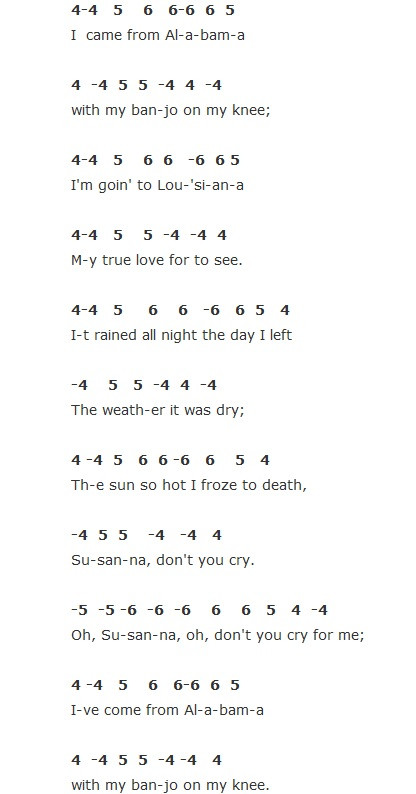 4-4 5 6 6-6 6 5
I came from Al-a-bam-a
4 -4 5 5 -4 4 -4
with my ban-jo on my knee;
4-4 5 6 6 -6 6 5
I'm goin' to Lou-'si-an-a
4-4 5 5 -4 -4 4
M-y true love for to see.
4-4 5 6 6 -6 6 5 4
I-t rained all night the day I left
-4 5 5 -4 4 -4
The weath-er it was dry;
4 -4 5 6 6 -6 6 5 4
Th-e sun so hot I froze to death,
-4 5 5 -4 -4 4
Su-san-na, don't you cry.
-5 -5 -6 -6 -6 6 6 5 4 -4
Oh, Su-san-na, oh, don't you cry for me;
4 -4 5 6 6-6 6 5
I-ve come from Al-a-bam-a
4 -4 5 5 -4 -4 4
with my ban-jo on my knee.